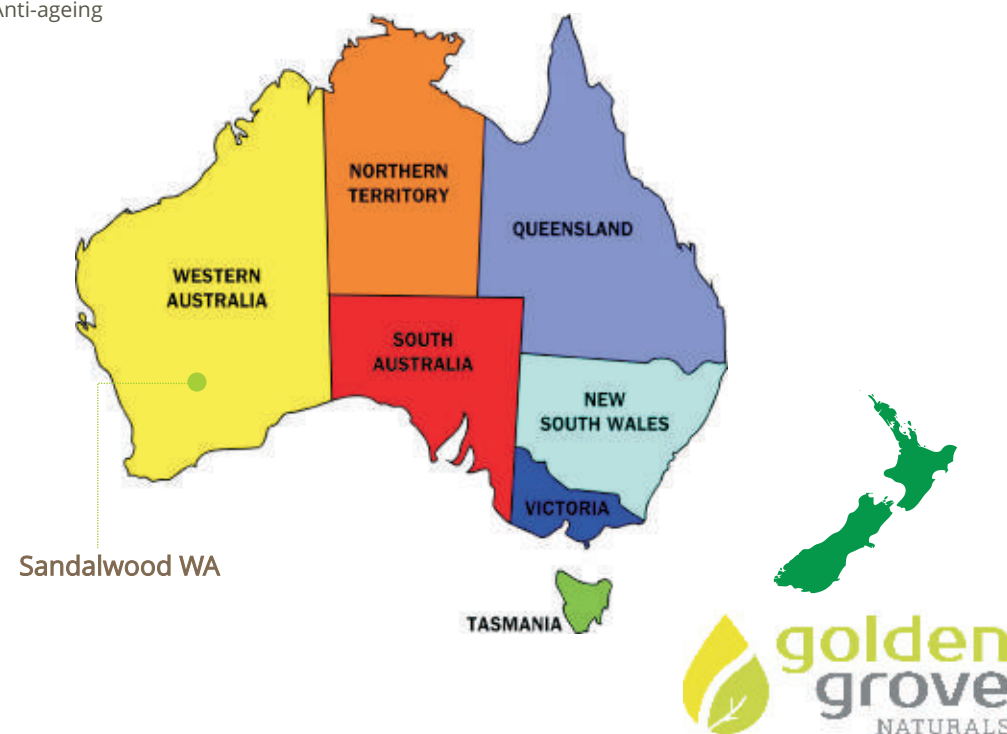 Anti-ageing
NORTHERN
TERRITORY
QUEENSLAND
WESTERN
AUSTRALIA
SOUTH
AUSTRALIA
NEW
SOUTH WALES
VICTORIA
Sandalwood WA
TASMANIA
golden
grove
NATURALS